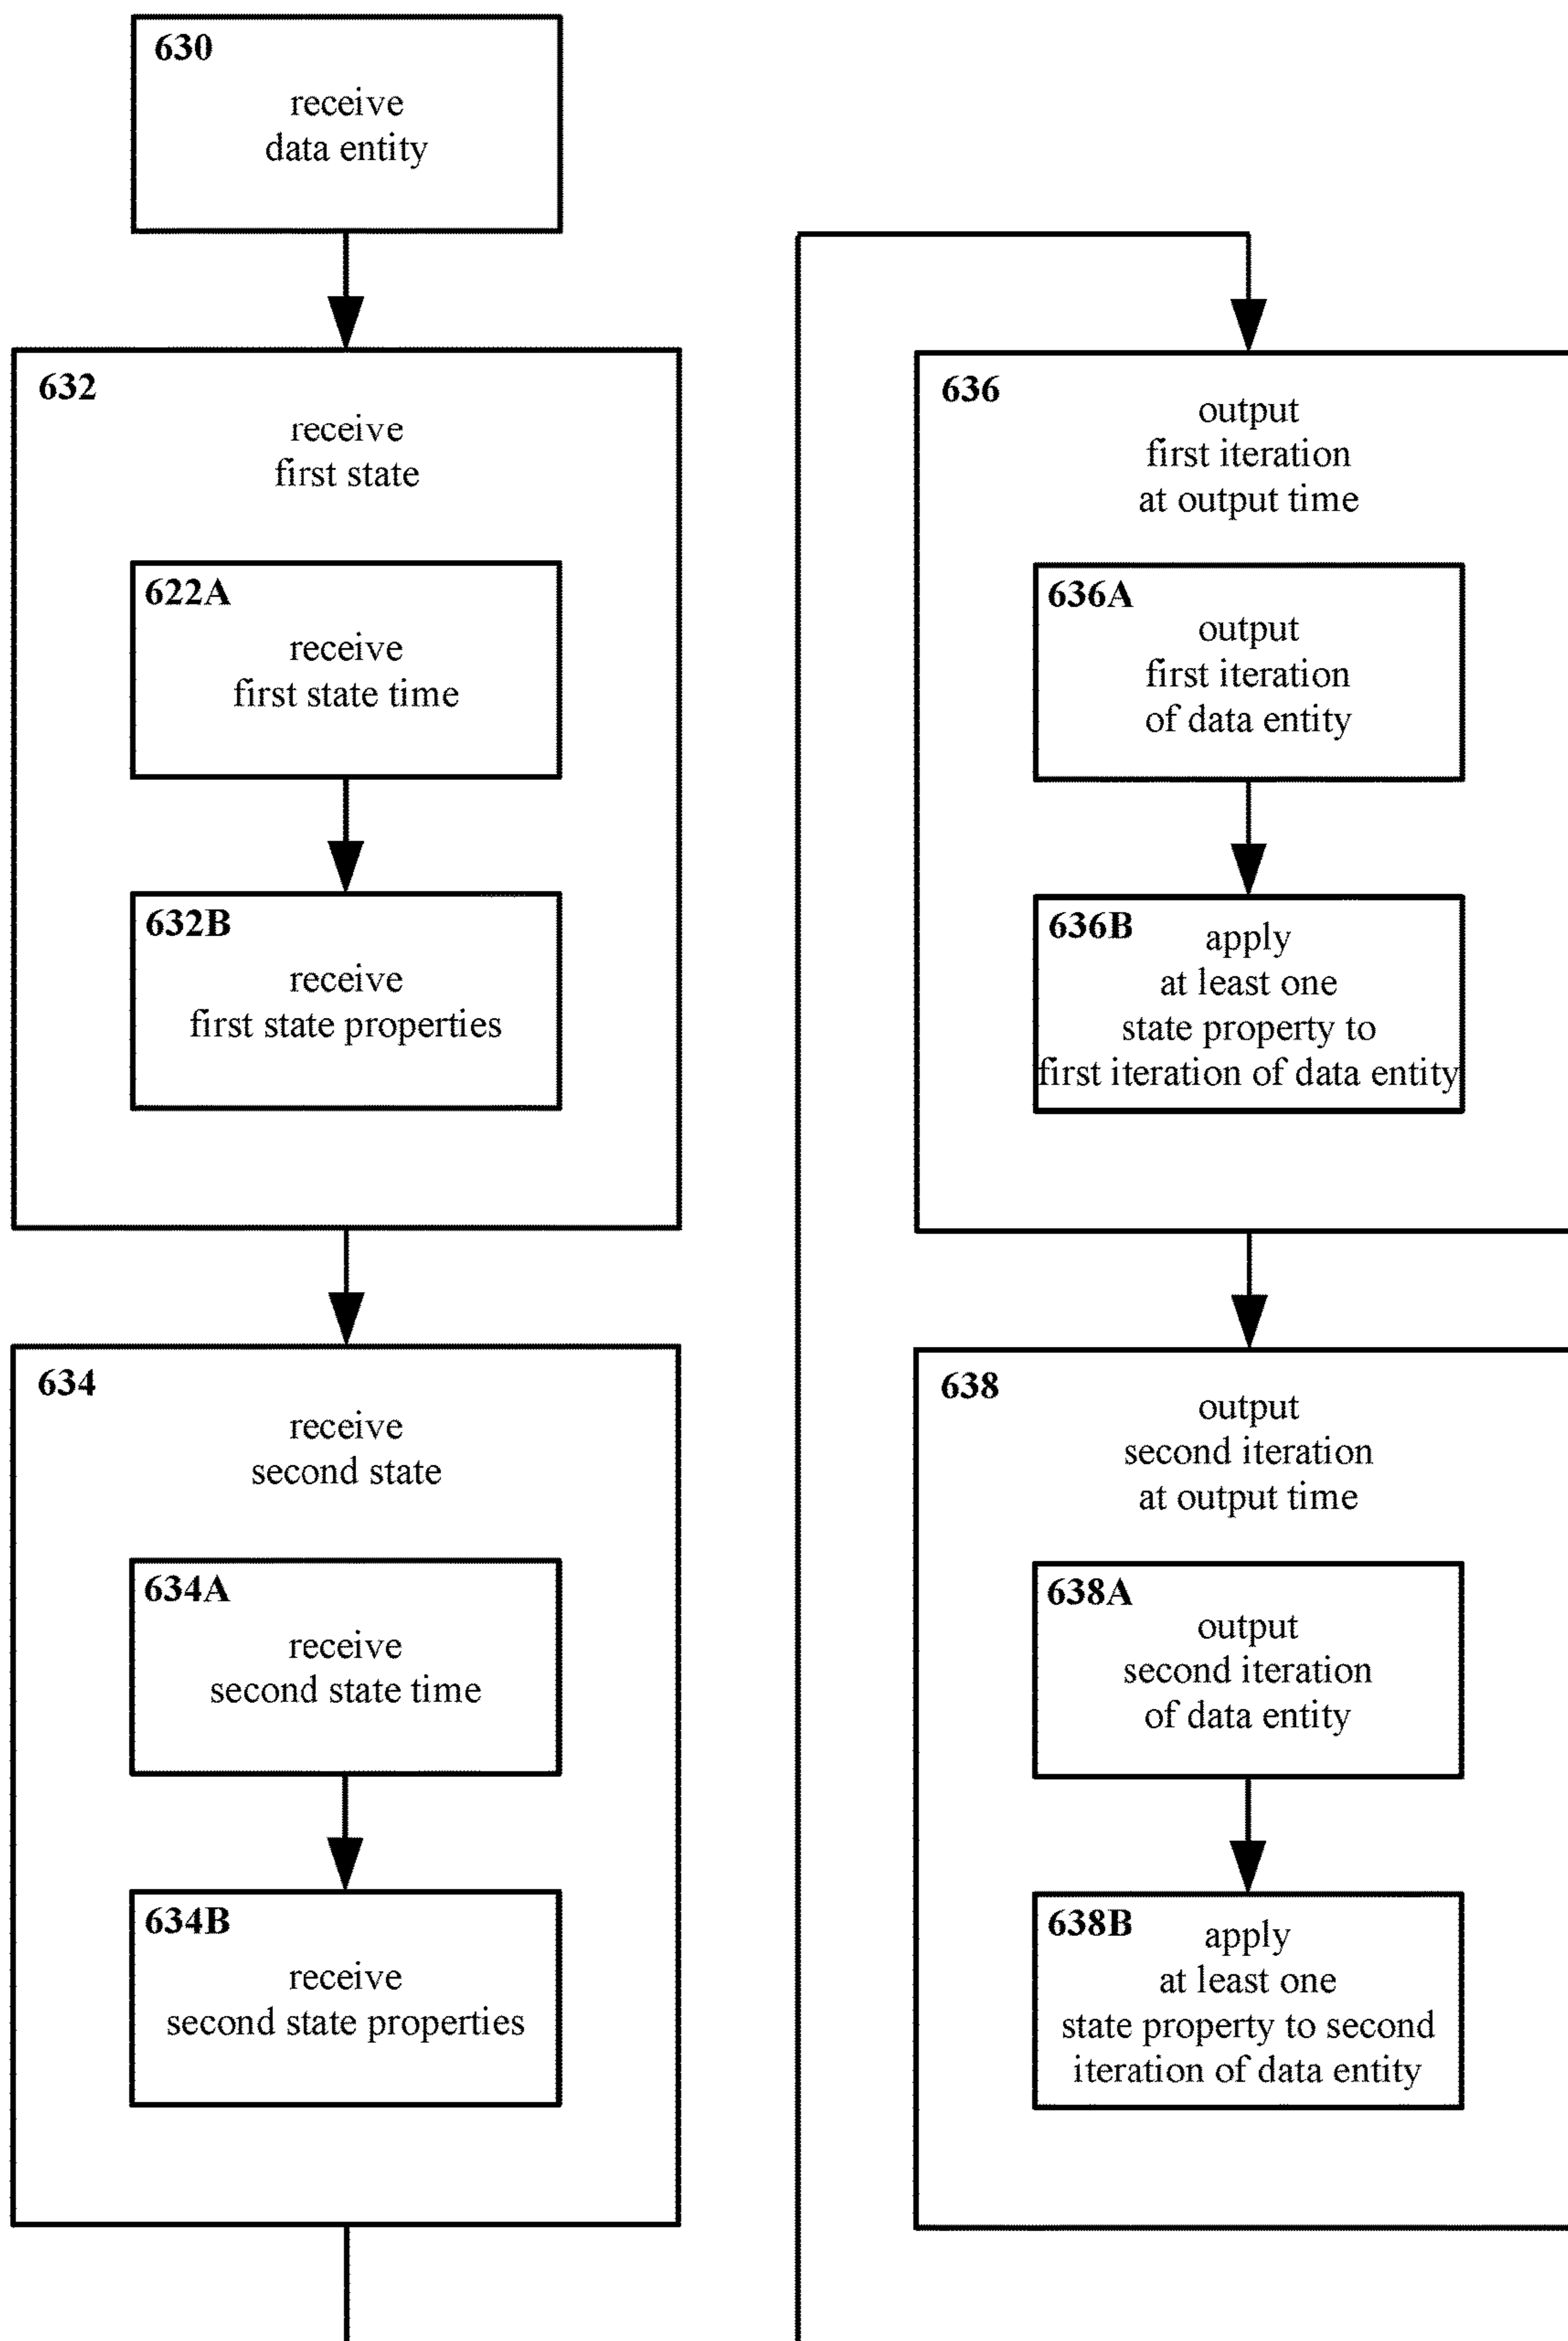 630
receive
data entity
632
receive
first state
622A
receive
first state time
632B
receive
first state properties
634
receive
second state
634A
receive
second state time
634B
receive
second state properties
636
output
first iteration
at output time
636A
output
first iteration
of data entity
636B
apply
at least one
state property to
first iteration of data entity
638
output
second iteration
at output time
638A
output
second iteration
of data entity
638B
apply
at least one
state property to second
iteration of data entity